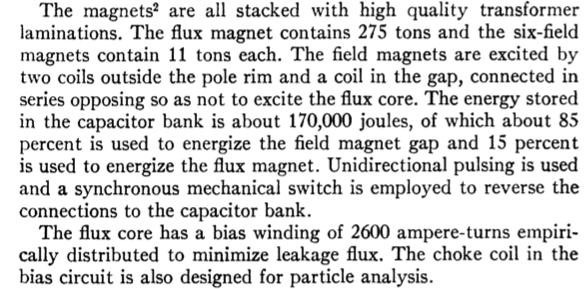 The magnets² are all stacked with high quality transformer
laminations. The flux magnet contains 275 tons and the six-field
magnets contain 11 tons each. The field magnets are excited by
two coils outside the pole rim and a coil in the gap, connected in
series opposing so as not to excite the flux core. The energy stored
in the capacitor bank is about 170,000 joules, of which about 85
percent is used to energize the field magnet gap and 15 percent
is used to energize the flux magnet. Unidirectional pulsing is used
and a synchronous mechanical switch is employed to reverse the
connections to the capacitor bank.
The flux core has a bias winding of 2600 ampere-turns empiri-
cally distributed to minimize leakage flux. The choke coil in the
bias circuit is also designed for particle analysis.